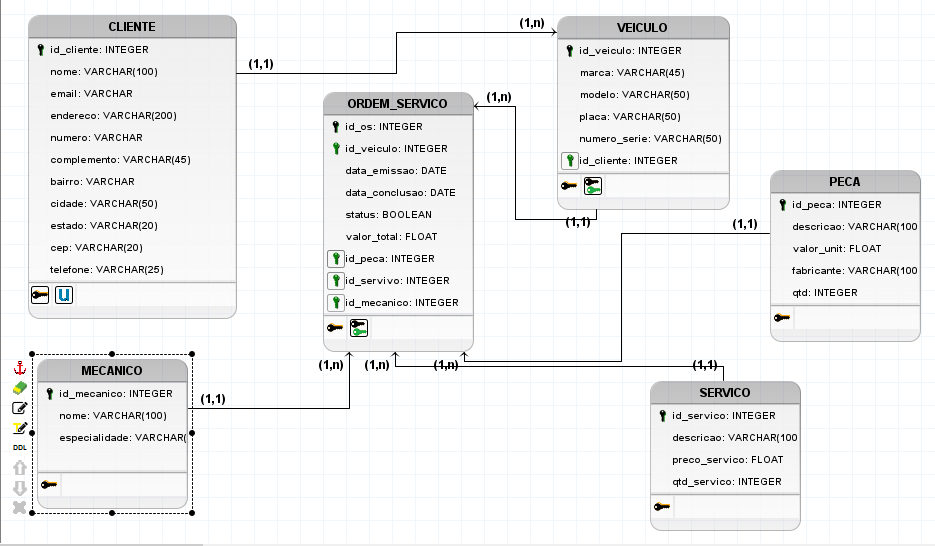 CLIENTE
id_cliente: INTEGER
nome: VARCHAR(100)
email: VARCHAR
endereco: VARCHAR(200)
numero: VARCHAR
complemento: VARCHAR(45)
bairro: VARCHAR
cidade: VARCHAR(50)
estado: VARCHAR(20)
cep: VARCHAR(20)
telefone: VARCHAR(25)
u
(1,1)
(1,n)
VEICULO
id_veiculo: INTEGER
marca: VARCHAR(45)
modelo: VARCHAR(50)
placa: VARCHAR(50)
numero_serie: VARCHAR(50)
id_cliente: INTEGER
(1,1)
(1,n)
ORDEM_SERVICO
id_os: INTEGER
id_veiculo: INTEGER
data_emissao: DATE
data_conclusao: DATE
status: BOOLEAN
valor_total: FLOAT
id_peca: INTEGER
id_servivo: INTEGER
id_mecanico: INTEGER
(1,n)
(1,n)
(1,n)
PECA
id_peca: INTEGER
descricao: VARCHAR(100
valor_unit: FLOAT
fabricante: VARCHAR(100
qtd: INTEGER
(1,1)
MECANICO
id_mecanico: INTEGER
nome: VARCHAR(100)
especialidade: VARCHAR(
DDL
(1,1)
(1,1)
SERVICO
id_servico: INTEGER
descricao: VARCHAR(100
preco_servico: FLOAT
qtd_servico: INTEGER